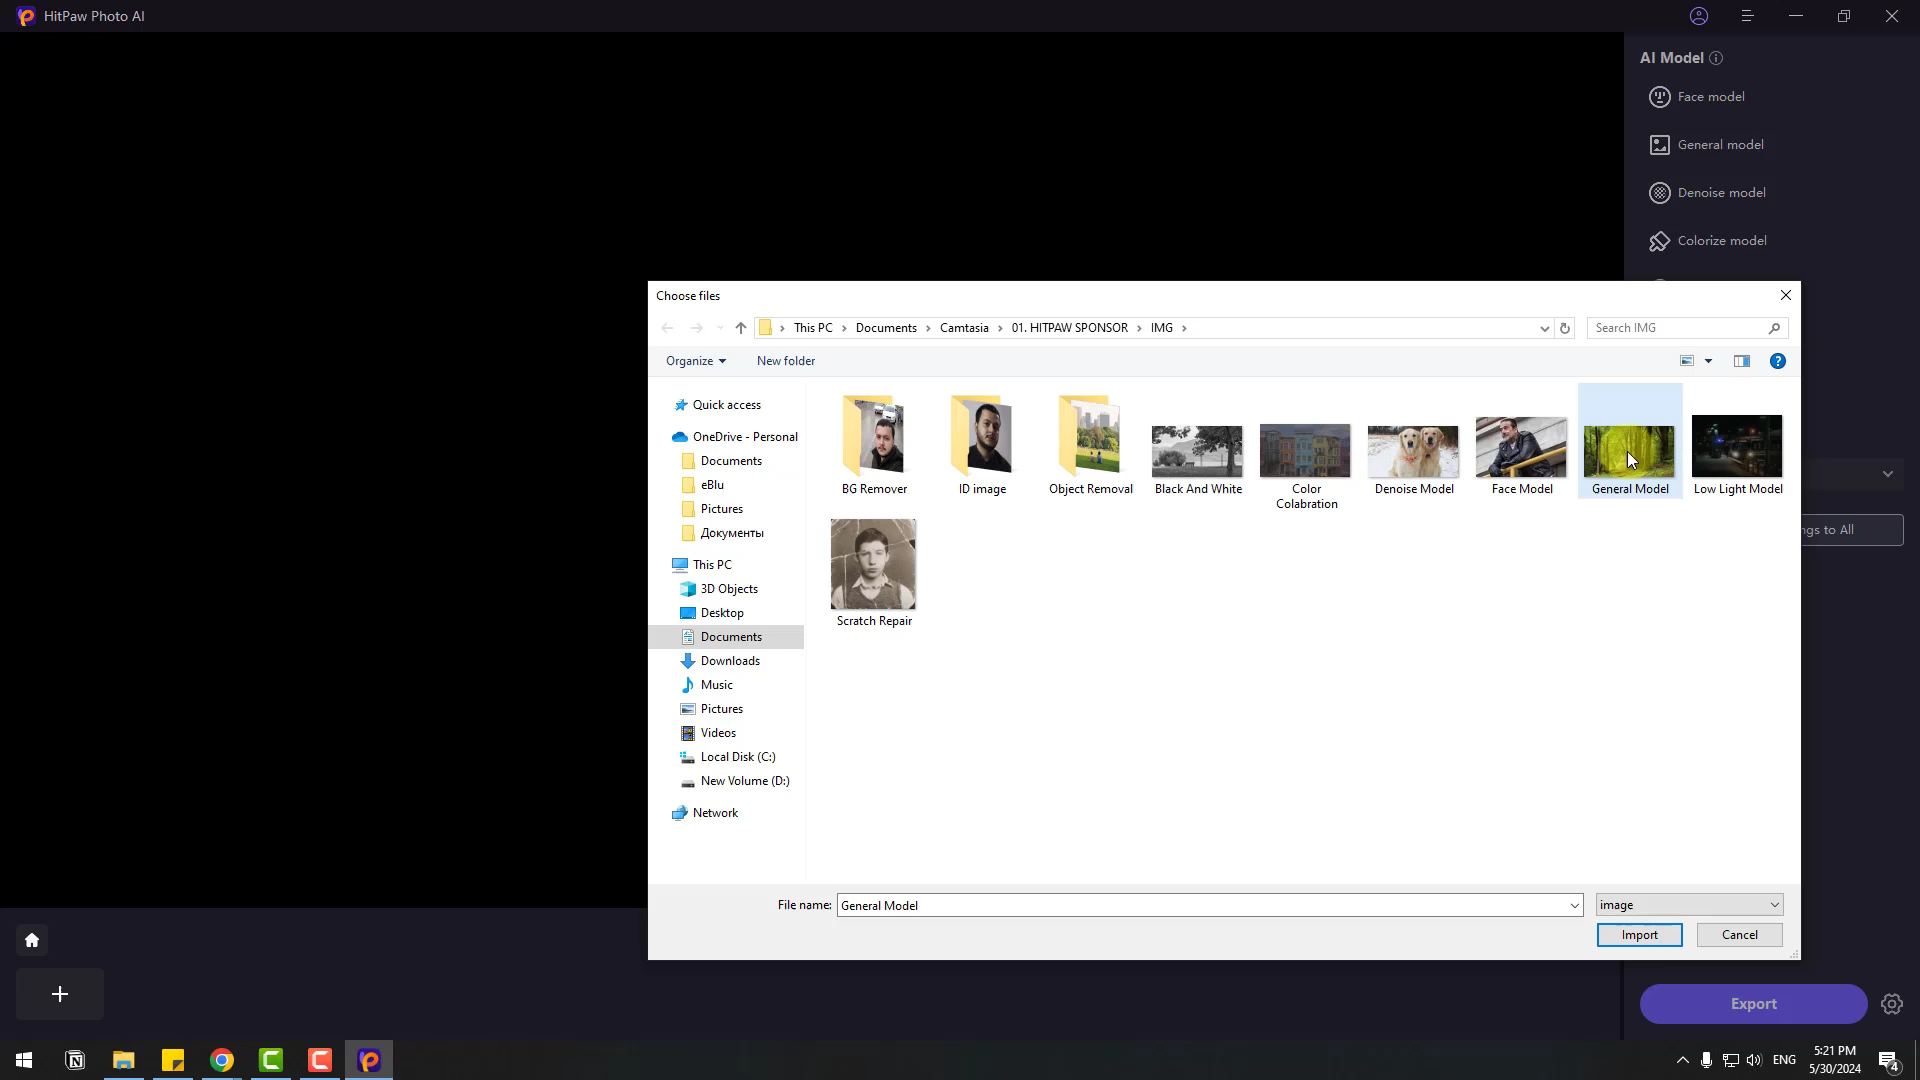 HitPaw Photo AI
AI Model
Face model
General model
Denoise model
Colorize model
Choose files
This PC
Documents
Camtasia
01. HITPAW SPONSOR
IMG
Search IMG
Organize
New folder
Quick access
OneDrive - Personal
Documents
eBlu
Pictures
Документы
This PC
3D Objects
Desktop
Documents
Downloads
Music
Pictures
Videos
Local Disk (C:)
New Volume (D:)
Network
BG Remover
ID image
Object Removal
Black And White
Color
Colabration
Denoise Model
Face Model
General Model
Low Light Model
Scratch Repair
ngs to All
File name:
General Model
image
Import
Cancel
Export
ENG
5:21 PM
5/30/2024
4